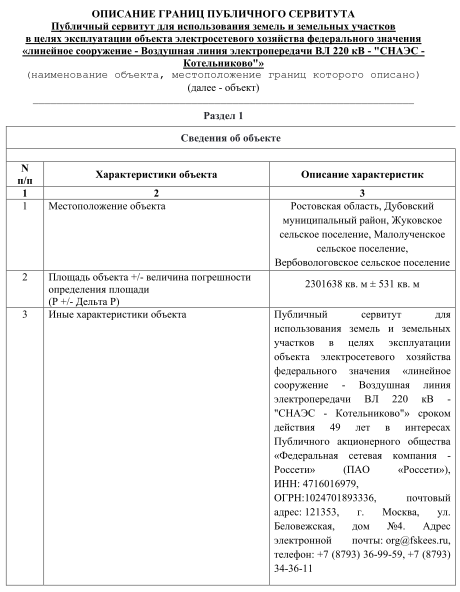 ОПИСАНИЕ ГРАНИЦ ПУБЛИЧНОГО СЕРВИТУТА
Публичный сервитут для использования земель и земельных участков
в целях эксплуатации объекта электросетевого хозяйства федерального значения
«линейное сооружение - Воздушная линия электропередачи ВЛ 220 кВ - "СНАЭС -
Котельниково"»
(наименование объекта, местоположение границ которого описано)
(далее - объект)
Раздел 1
Сведения об объекте
N
п/п
Характеристики объекта
Описание характеристик
1
2
3
1
Местоположение объекта
Ростовская область, Дубовский
муниципальный район, Жуковское
сельское поселение, Малолученское
сельское поселение,
Вербовологовское сельское поселение
2
Площадь объекта +/- величина погрешности
определения площади
(P +/- Дельта P)
2301638 кв. м ± 531 кв. м
3
Иные характеристики объекта
Публичный сервитут для
использования земель и земельных
участков в целях эксплуатации
объекта электросетевого хозяйства
федерального значения «линейное
сооружение - Воздушная линия
электропередачи ВЛ 220 кВ -
"СНАЭС - Котельниково"» сроком
действия 49 лет в интересах
Публичного акционерного общества
«Федеральная сетевая компания -
Россети» (ПАО «Россети»),
ИНН: 4716016979,
ОГРН:1024701893336, почтовый
адрес: 121353, г. Москва, ул.
Беловежская, дом №4. Адрес
электронной почты: org@fskees.ru,
телефон: +7 (8793) 36-99-59, +7 (8793)
34-36-11